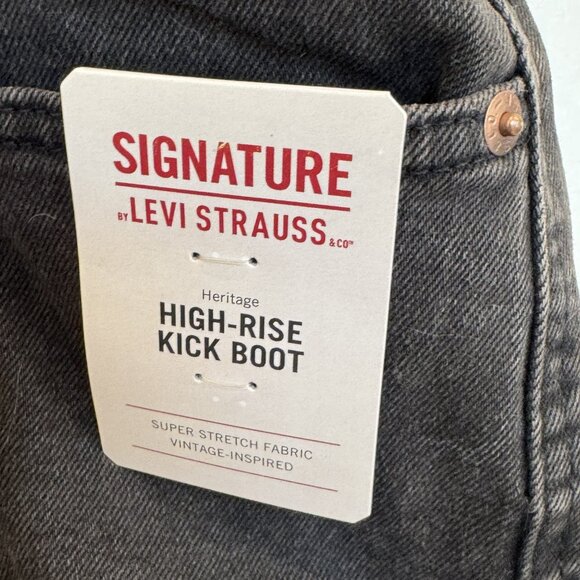 SIGNATURE
BY LEVI STRAUSS & CO™
Heritage
HIGH-RISE
KICK BOOT
SUPER STRETCH FABRIC
VINTAGE-INSPIRED